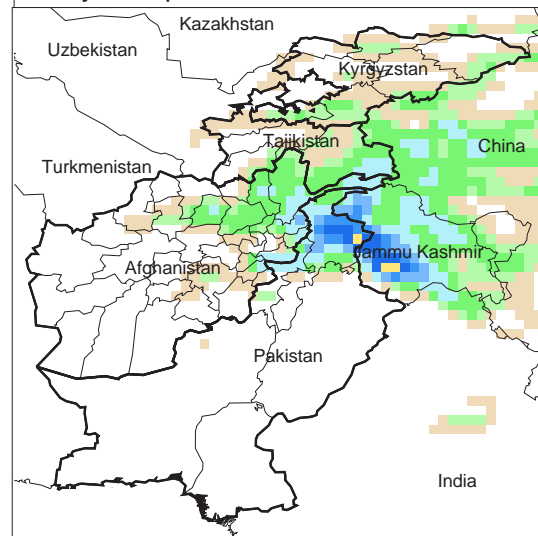 Kazakhstan
Uzbekistan
Kyrgyzstan
Tajikistan
China
Turkmenistan
Jammu Kashmir
Afghanistan
Pakistan
India